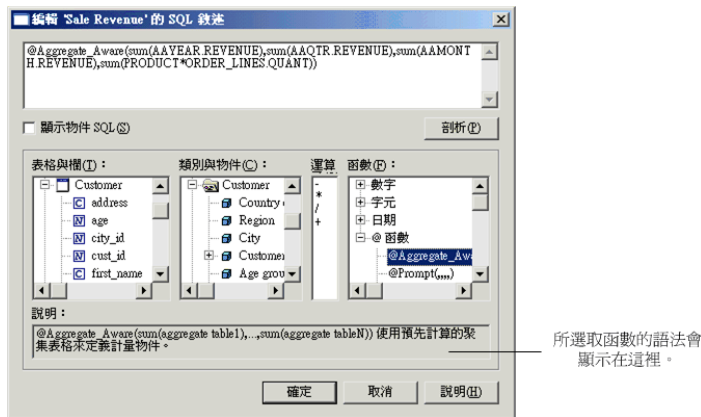 編輯 'Sale Revenue' 的 SQL 敘述
@Aggregate_Aware(sum(AAYEAR.REVENUE),sum(AAQTR.REVENUE),sum(AAMONT
H.REVENUE),sum(PRODUCT*ORDER_LINES.QUANT))
顯示物件 SQL(S)
剖析(P)
表格與欄(T)：
類別與物件(C)：
運算
函數(F)：
Customer
address
age
city_id
cust_id
first_name
Customer
Country
Region
City
Customer
Age grou
-
*
/
+
數字
字元
日期
@ 函數
@Aggregate_Aw
@Prompt(,,,,)
說明：
@Aggregate_Aware(sum(aggregate table1),...,sum(aggregate tableN)) 使用預先計算的聚
集表格來定義計量物件。
確定
取消
說明(H)
所選取函數的語法會
顯示在這裡。